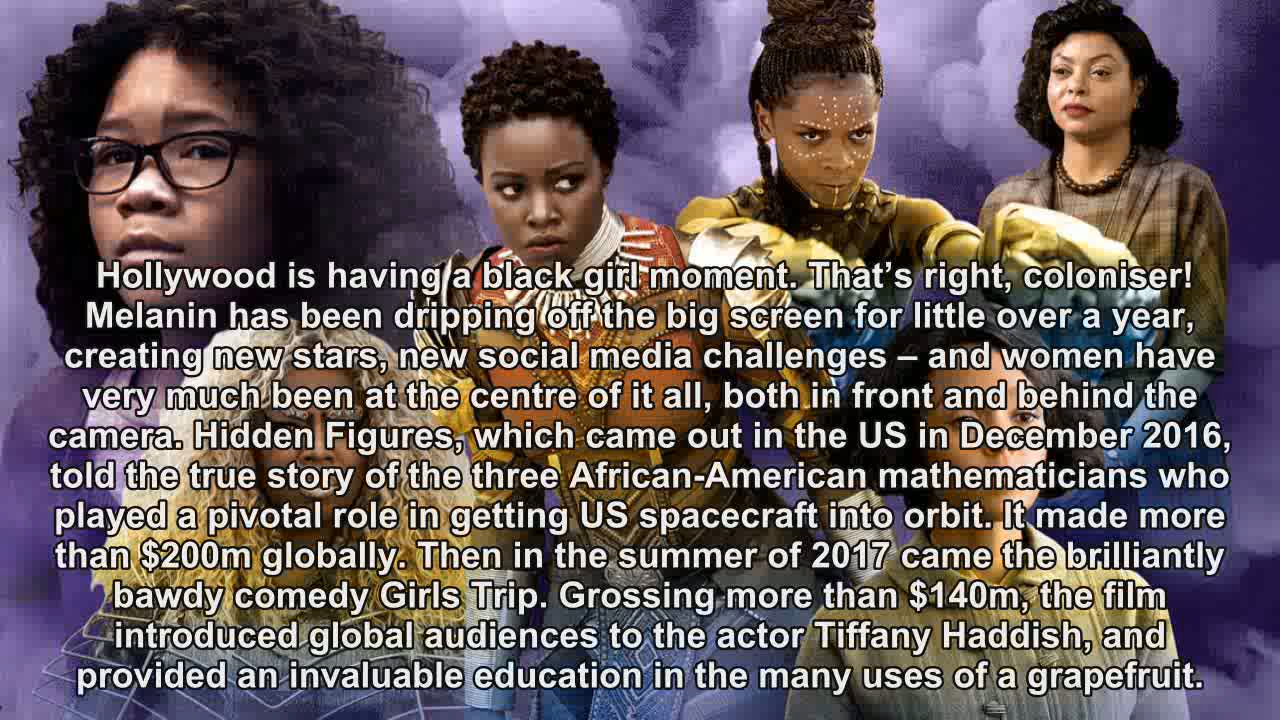 Hollywood is having a black girl moment. That’s right, coloniser!
Melanin has been dripping off the big screen for little over a year,
creating new stars, new social media challenges – and women have
very much been at the centre of it all, both in front and behind the
camera. Hidden Figures, which came out in the US in December 2016,
told the true story of the three African-American mathematicians who
played a pivotal role in getting US spacecraft into orbit. It made more
than $200m globally. Then in the summer of 2017 came the brilliantly
bawdy comedy Girls Trip. Grossing more than $140m, the film
introduced global audiences to the actor Tiffany Haddish, and
provided an invaluable education in the many uses of a grapefruit.